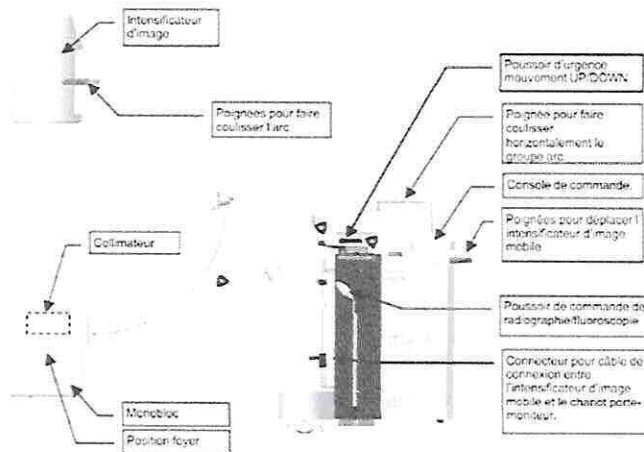 Intensificateur
d'image
Poignées pour faire
coulisser l'arc
Collimateur
Monobloc
Position foyer
Poussoir d'urgence
mouvement UP/DOWN
Poignée pour faire
coulisser
horizontalement le
groupe arc
Console de commande.
Poignées pour déplacer l
intensificateur d'image
mobile
Poussoir de commande de
radiographie/fluoroscopie
Connecteur pour câble de
connexion entre
l'intensificateur d'image
mobile et le chariot porte-
moniteur.